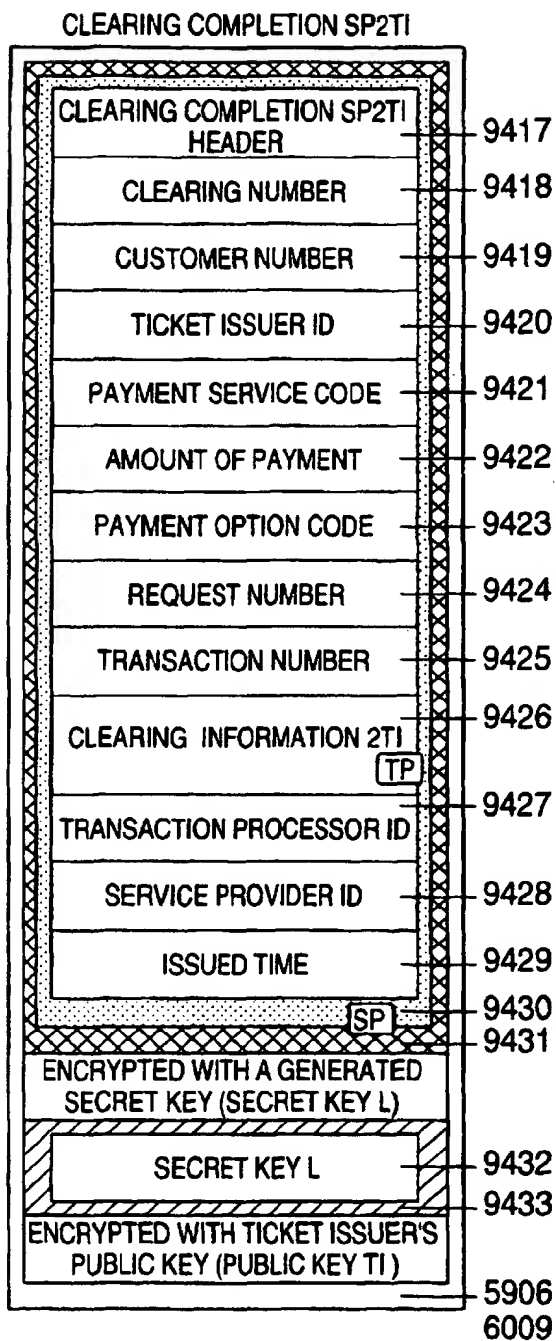 CLEARING COMPLETION SP2TI
CLEARING COMPLETION SP2TI
HEADER
9417
CLEARING NUMBER
9418
CUSTOMER NUMBER
9419
TICKET ISSUER ID
9420
PAYMENT SERVICE CODE
9421
AMOUNT OF PAYMENT
9422
PAYMENT OPTION CODE
9423
REQUEST NUMBER
9424
TRANSACTION NUMBER
9425
9426
CLEARING INFORMATION 2TI
TP
9427
TRANSACTION PROCESSOR ID
SERVICE PROVIDER ID
9428
ISSUED TIME
9429
SP
9430
9431
ENCRYPTED WITH A GENERATED
SECRET KEY (SECRET KEY L)
SECRET KEY L
9432
9433
ENCRYPTED WITH TICKET ISSUER'S
PUBLIC KEY (PUBLIC KEY TI )
5906
6009